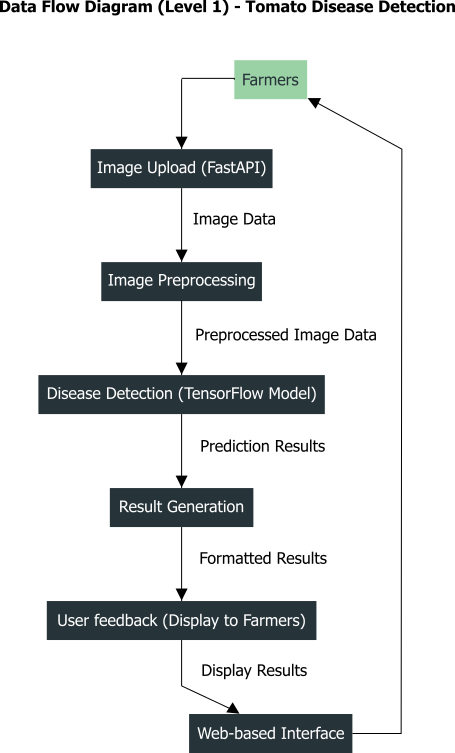 Data Flow Diagram (Level 1) - Tomato Disease Detection
Farmers
Image Upload (FastAPI)
Image Data
Image Preprocessing
Preprocessed Image Data
Disease Detection (TensorFlow Model)
Prediction Results
Result Generation
Formatted Results
User feedback (Display to Farmers)
Display Results
Web-based Interface